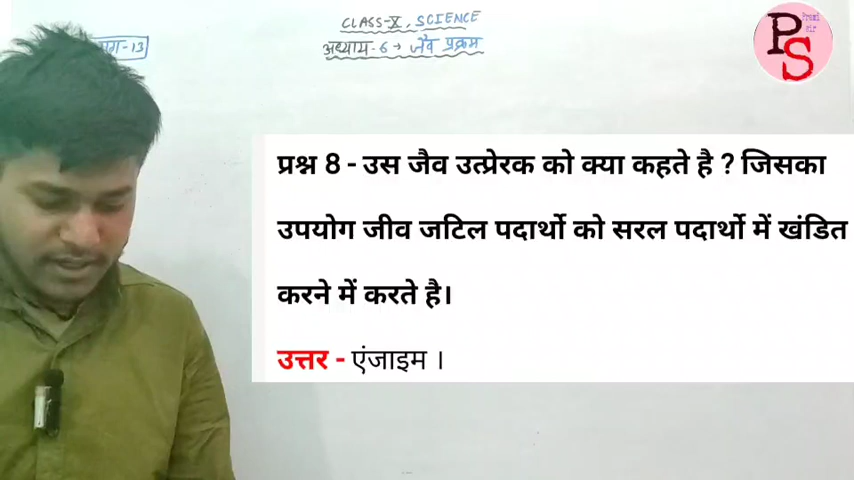 CLASS-X, SCIENCE
अध्याय-6 → जैव प्रक्रम
भाग-13
PS
प्रश्न 8 - उस जैव उत्प्रेरक को क्या कहते है ? जिसका
उपयोग जीव जटिल पदार्थो को सरल पदार्थो में खंडित
करने में करते है।
उत्तर - एंजाइम ।